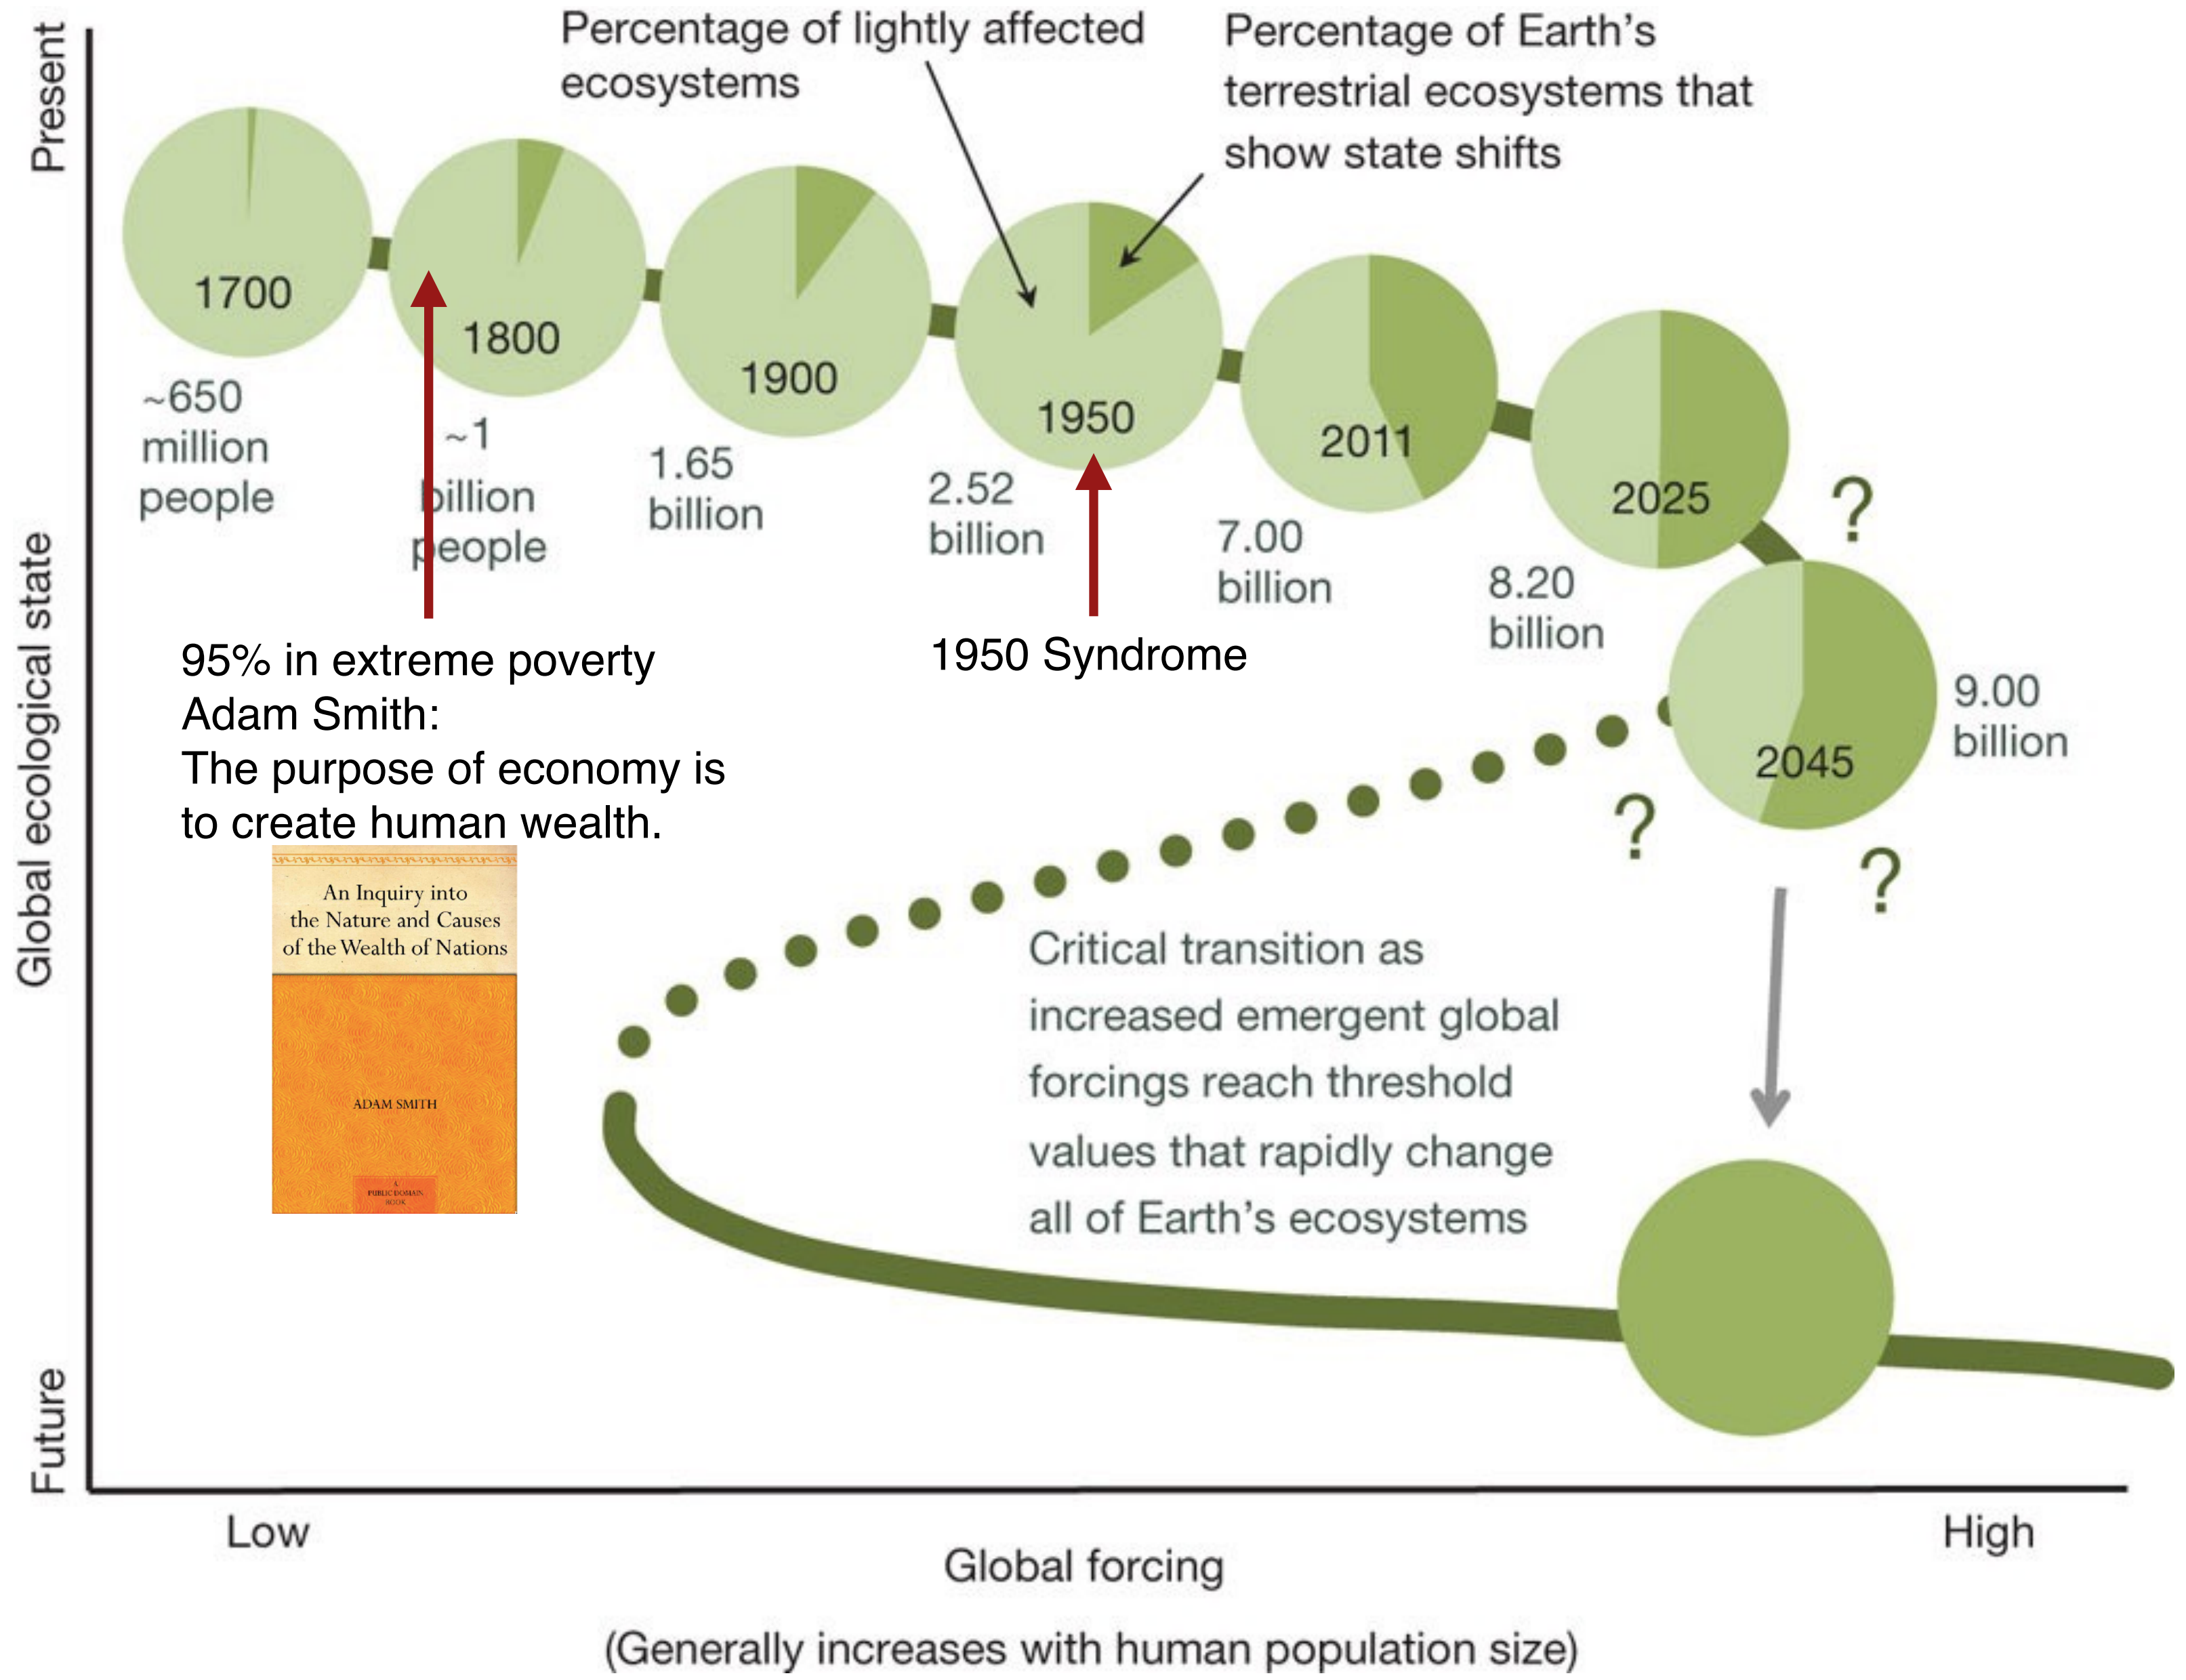 Percentage of lightly affected
ecosystems
Percentage of Earth's
terrestrial ecosystems that
show state shifts
Present
Global ecological state
Future
1700
1800
1900
1950
2011
2025
2045
~650
million
people
~1
billion
people
1.65
billion
2.52
billion
7.00
billion
8.20
billion
9.00
billion
?
?
?
95% in extreme poverty
Adam Smith:
The purpose of economy is
to create human wealth.
1950 Syndrome
An Inquiry into
the Nature and Causes
of the Wealth of Nations
ADAM SMITH
A
PUBLIC DOMAIN
BOOK
Critical transition as
increased emergent global
forcings reach threshold
values that rapidly change
all of Earth's ecosystems
Low
High
Global forcing
(Generally increases with human population size)